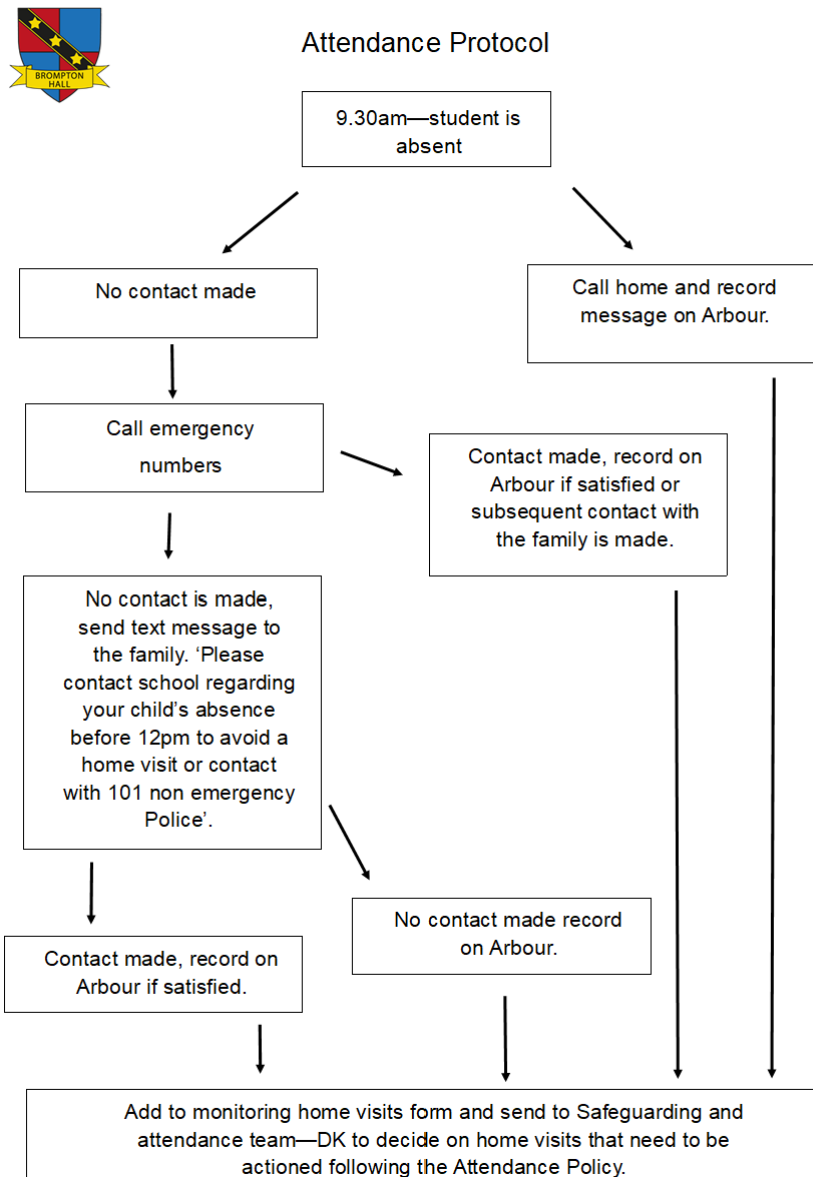 BROMPTON
HALL
Attendance Protocol
9.30am—student is
absent
No contact made
Call home and record
message on Arbour.
Call emergency
numbers
Contact made, record on
Arbour if satisfied or
subsequent contact with
the family is made.
No contact is made,
send text message to
the family. ‘Please
contact school regarding
your child’s absence
before 12pm to avoid a
home visit or contact
with 101 non emergency
Police’.
No contact made record
on Arbour.
Contact made, record on
Arbour if satisfied.
Add to monitoring home visits form and send to Safeguarding and
attendance team—DK to decide on home visits that need to be
actioned following the Attendance Policy.